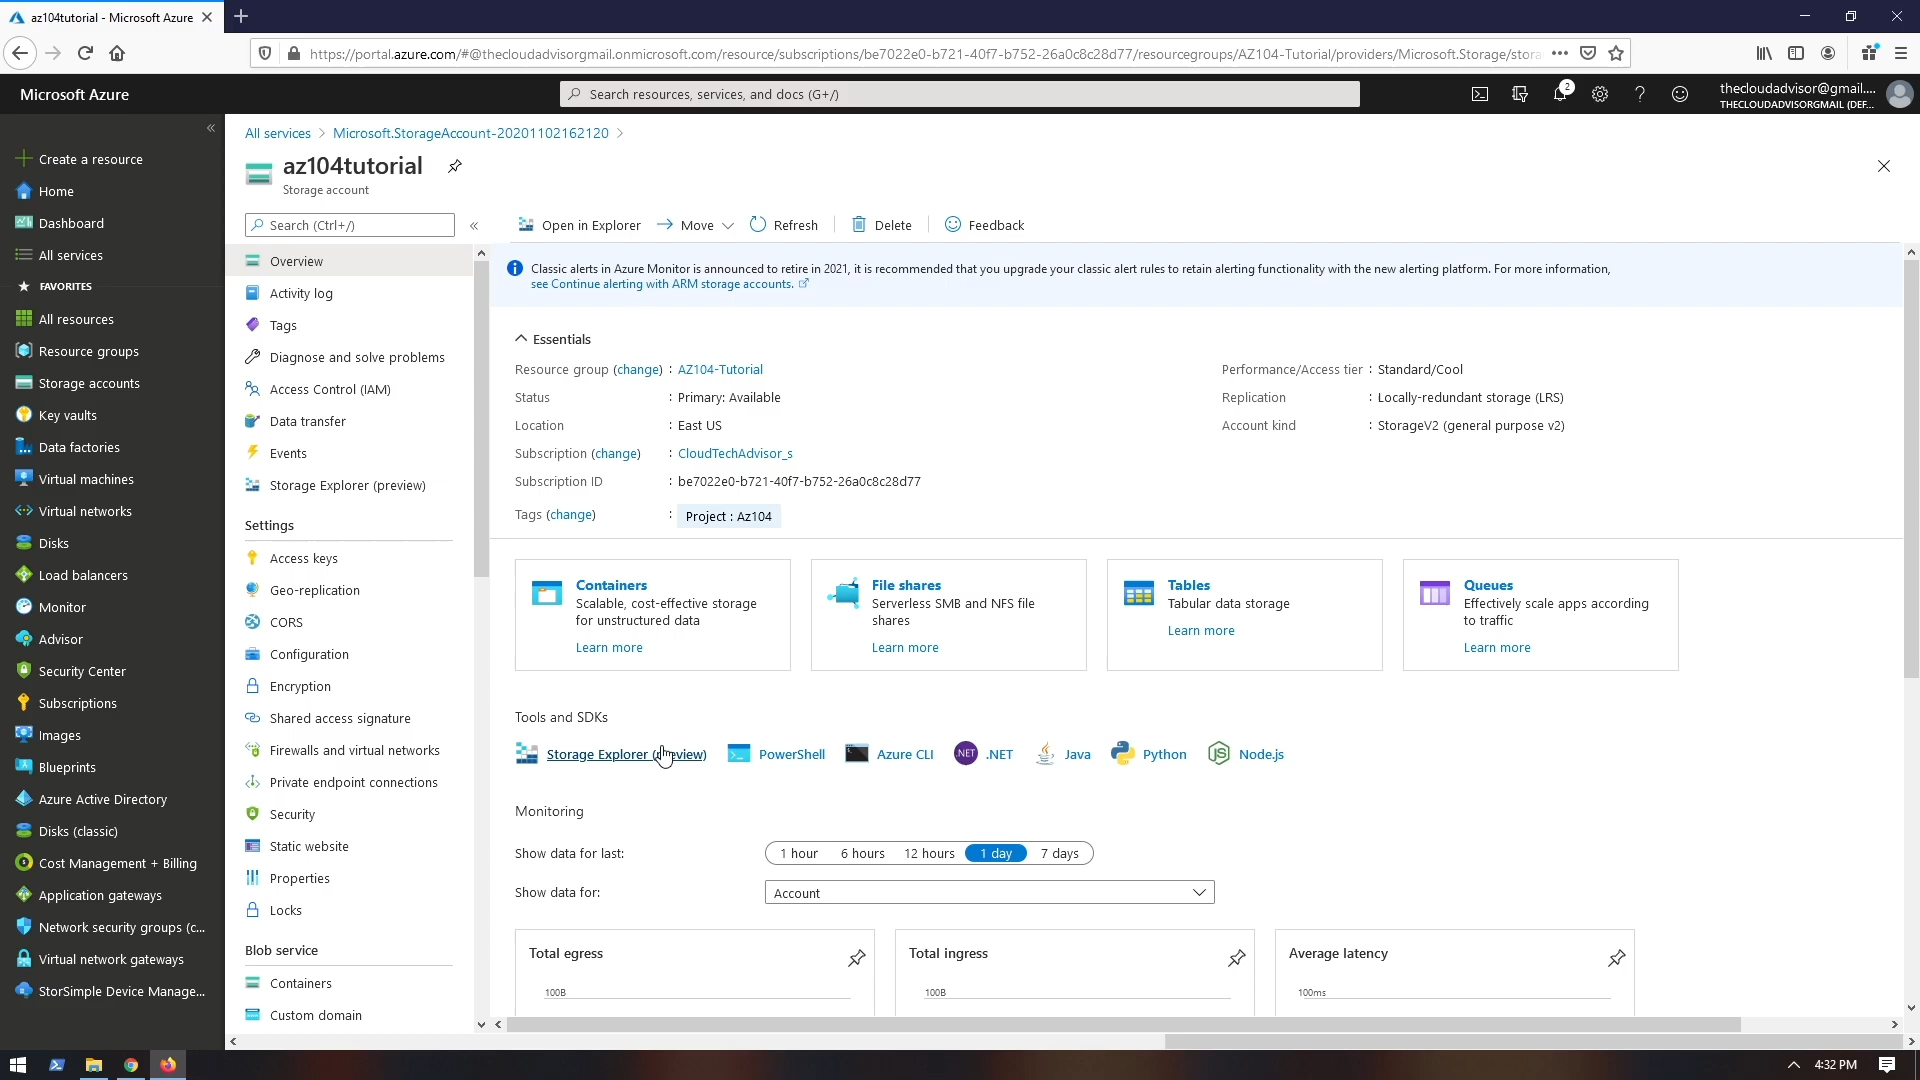 az104tutorial - Microsoft Azure
https://portal.azure.com/#@thecloudadvisorgmail.onmicrosoft.com/resource/subscriptions/be7022e0-b721-40f7-b752-26a0c8c28d77/resourcegroups/AZ104-Tutorial/providers/Microsoft.Storage/stora
Microsoft Azure
Search resources, services, and docs (G+/)
2
thecloudadvisor@gmail....
THECLOUDADVISORGMAIL (DEF...
Create a resource
Home
Dashboard
All services
FAVORITES
All resources
Resource groups
Storage accounts
Key vaults
Data factories
Virtual machines
Virtual networks
Disks
Load balancers
Monitor
Advisor
Security Center
Subscriptions
Images
Blueprints
Azure Active Directory
Disks (classic)
Cost Management + Billing
Application gateways
Network security groups (c...
Virtual network gateways
StorSimple Device Manage...
All services > Microsoft.StorageAccount-20201102162120 >
az104tutorial
Storage account
Search (Ctrl+/)
Overview
Activity log
Tags
Diagnose and solve problems
Access Control (IAM)
Data transfer
Events
Storage Explorer (preview)
Settings
Access keys
Geo-replication
CORS
Configuration
Encryption
Shared access signature
Firewalls and virtual networks
Private endpoint connections
Security
Static website
Properties
Locks
Blob service
Containers
Custom domain
Open in Explorer Move Refresh Delete Feedback
Classic alerts in Azure Monitor is announced to retire in 2021, it is recommended that you upgrade your classic alert rules to retain alerting functionality with the new alerting platform. For more information,
see Continue alerting with ARM storage accounts.
Essentials
Resource group (change) : AZ104-Tutorial
Status : Primary: Available
Location : East US
Subscription (change) : CloudTechAdvisor_s
Subscription ID : be7022e0-b721-40f7-b752-26a0c8c28d77
Tags (change) : Project : Az104
Performance/Access tier : Standard/Cool
Replication : Locally-redundant storage (LRS)
Account kind : StorageV2 (general purpose v2)
Containers
Scalable, cost-effective storage
for unstructured data
Learn more
File shares
Serverless SMB and NFS file
shares
Learn more
Tables
Tabular data storage
Learn more
Queues
Effectively scale apps according
to traffic
Learn more
Tools and SDKs
Storage Explorer (preview) PowerShell Azure CLI NET .NET Java Python Node.js
Monitoring
Show data for last: 1 hour 6 hours 12 hours 1 day 7 days
Show data for: Account
Total egress
100B
Total ingress
100B
Average latency
100ms
4:32 PM